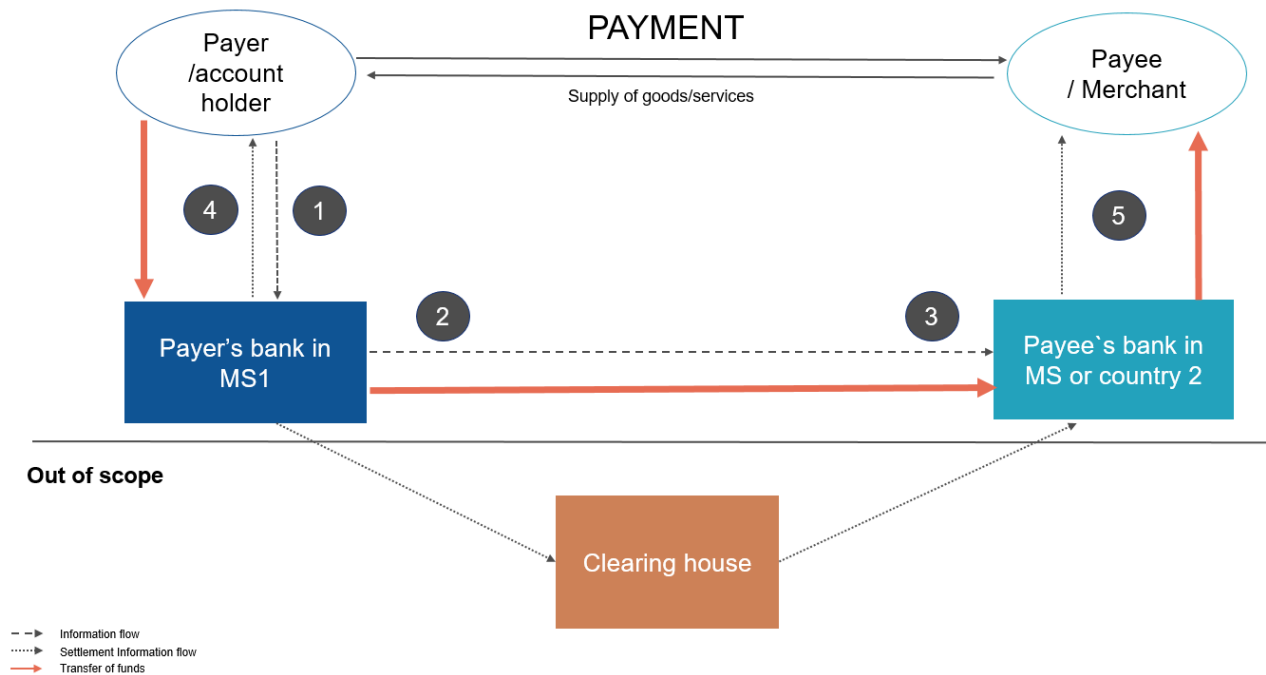 PAYMENT
Payer
/account
holder
Payee
/ Merchant
Supply of goods/services
4
1
5
2
3
Payer’s bank in
MS1
Payee`s bank in
MS or country 2
Out of scope
Clearing house
Information flow
Settlement Information flow
Transfer of funds